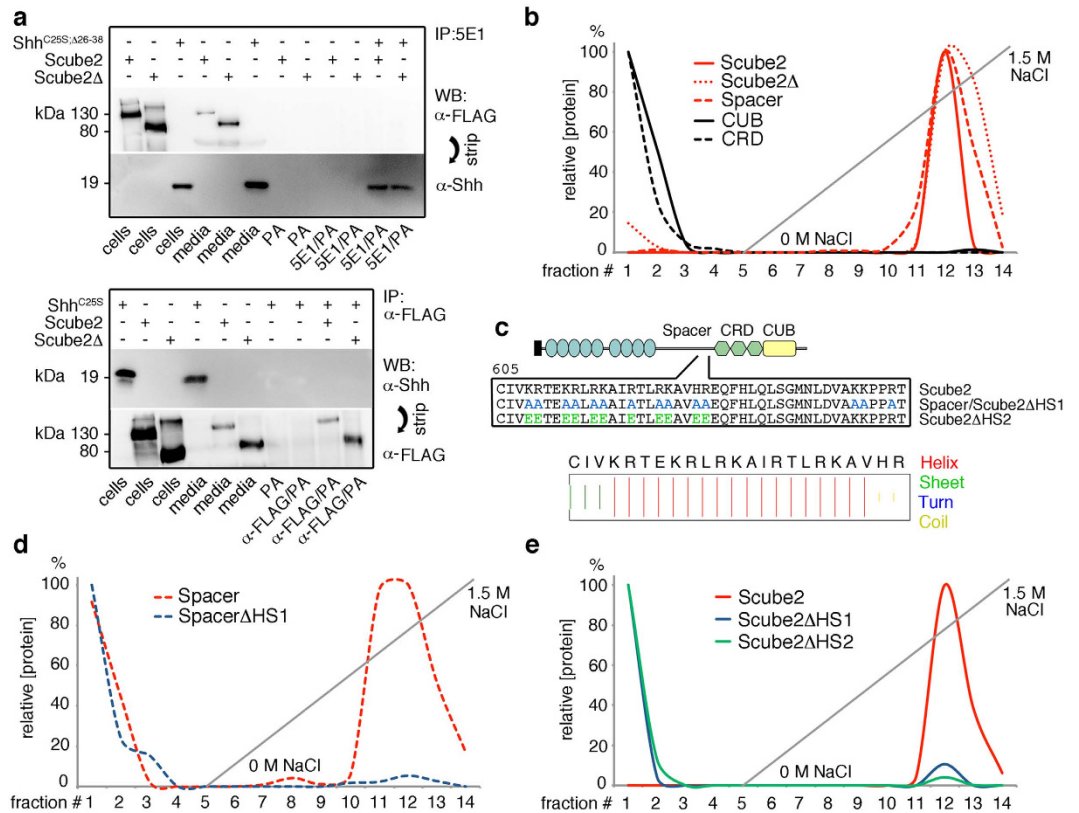 a
Shh^C25S;Δ26-38 - - + - - + - - - - + +
Scube2 + - - + - - + - + - + -
Scube2Δ - + - - + - - + - + - +
IP:5E1
WB:
α-FLAG
kDa 130
80
strip
19
α-Shh
cells cells cells media media media PA PA 5E1/PA 5E1/PA 5E1/PA 5E1/PA
Shh^C25S + - - + - - + + + +
Scube2 - + - - + - - - + -
Scube2Δ - - + - - + - - - +
IP:
α-FLAG
WB:
α-Shh
kDa 19
strip
kDa 130
80
α-FLAG
cells cells cells media media media PA α-FLAG/PA α-FLAG/PA α-FLAG/PA
b
%
100
80
60
40
20
0
relative [protein]
Scube2
Scube2Δ
Spacer
CUB
CRD
1.5 M
NaCl
0 M NaCl
fraction # 1 2 3 4 5 6 7 8 9 10 11 12 13 14
c
Spacer CRD CUB
605
CIVKRTEKRLRKAIRTLRKAVHREQFHLQLSGMNLDVAKKPPRT Scube2
CIVAATEAALAAAIATLAAAVAAEQFHLQLSGMNLDVAAAPPAT Spacer/Scube2ΔHS1
CIVEETEEELEEAIETLEEAVEEEQFHLQLSGMNLDVAKKPPRT Scube2ΔHS2
CIVKRTEKRLRKAIRTLRKAVHR
Helix
Sheet
Turn
Coil
d
%
100
80
60
40
20
0
relative [protein]
Spacer
SpacerΔHS1
1.5 M
NaCl
0 M NaCl
fraction # 1 2 3 4 5 6 7 8 9 10 11 12 13 14
e
%
100
80
60
40
20
0
relative [protein]
Scube2
Scube2ΔHS1
Scube2ΔHS2
1.5 M
NaCl
0 M NaCl
fraction # 1 2 3 4 5 6 7 8 9 10 11 12 13 14